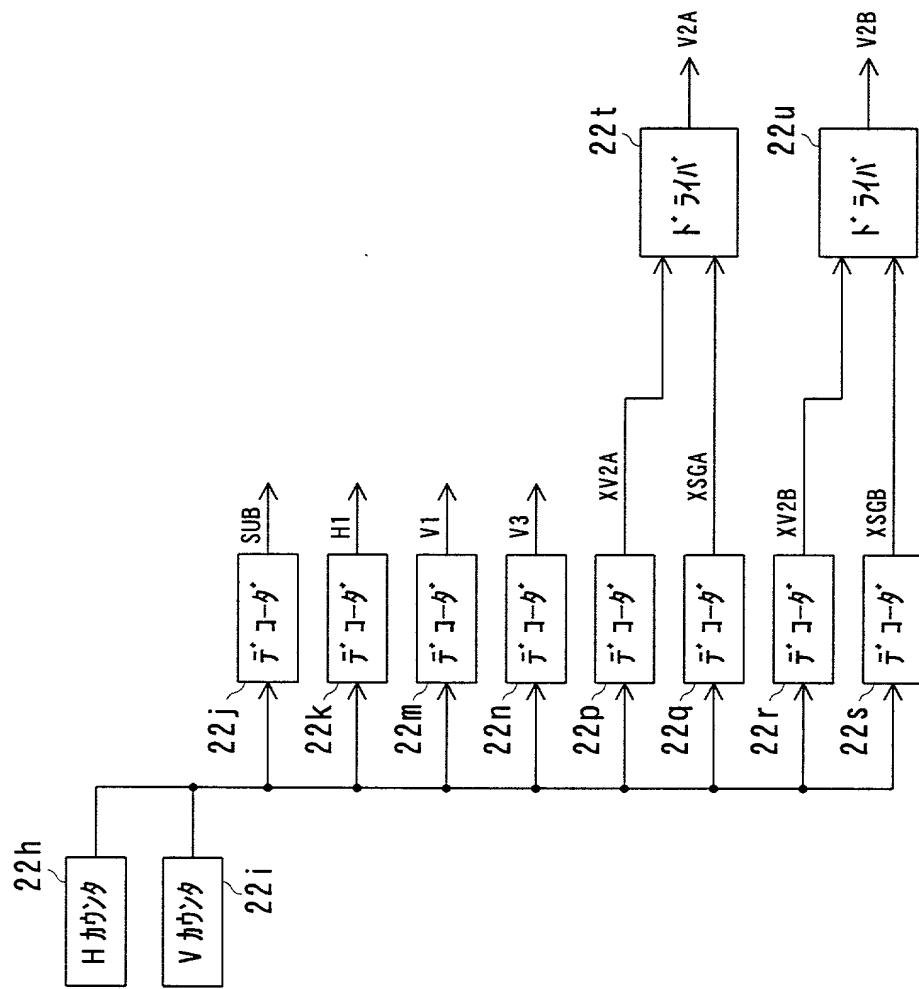 22h
Hカウンタ
Vカウンタ
22i
22j
デコーダ
SUB
22k
デコーダ
H1
22m
デコーダ
V1
22n
デコーダ
V3
22p
デコーダ
XV2A
22q
デコーダ
XSGA
22t
ドライバ
V2A
22r
デコーダ
XV2B
22s
デコーダ
XSGB
22u
ドライバ
V2B